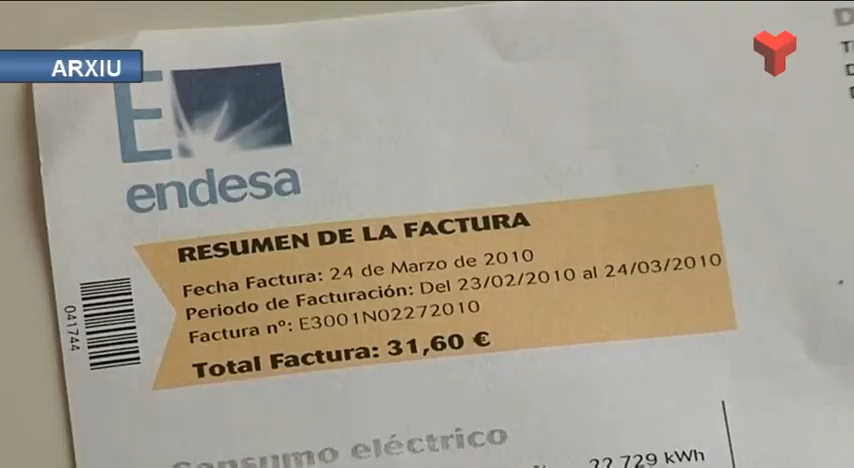 ARXIU
endesa
RESUMEN DE LA FACTURA
Fecha Factura: 24 de Marzo de 2010
Periodo de Facturación: Del 23/02/2010 al 24/03/2010
Factura nº: E3001N02272010
Total Factura: 31,60 €
041744
Consumo eléctrico
22.729 kWh